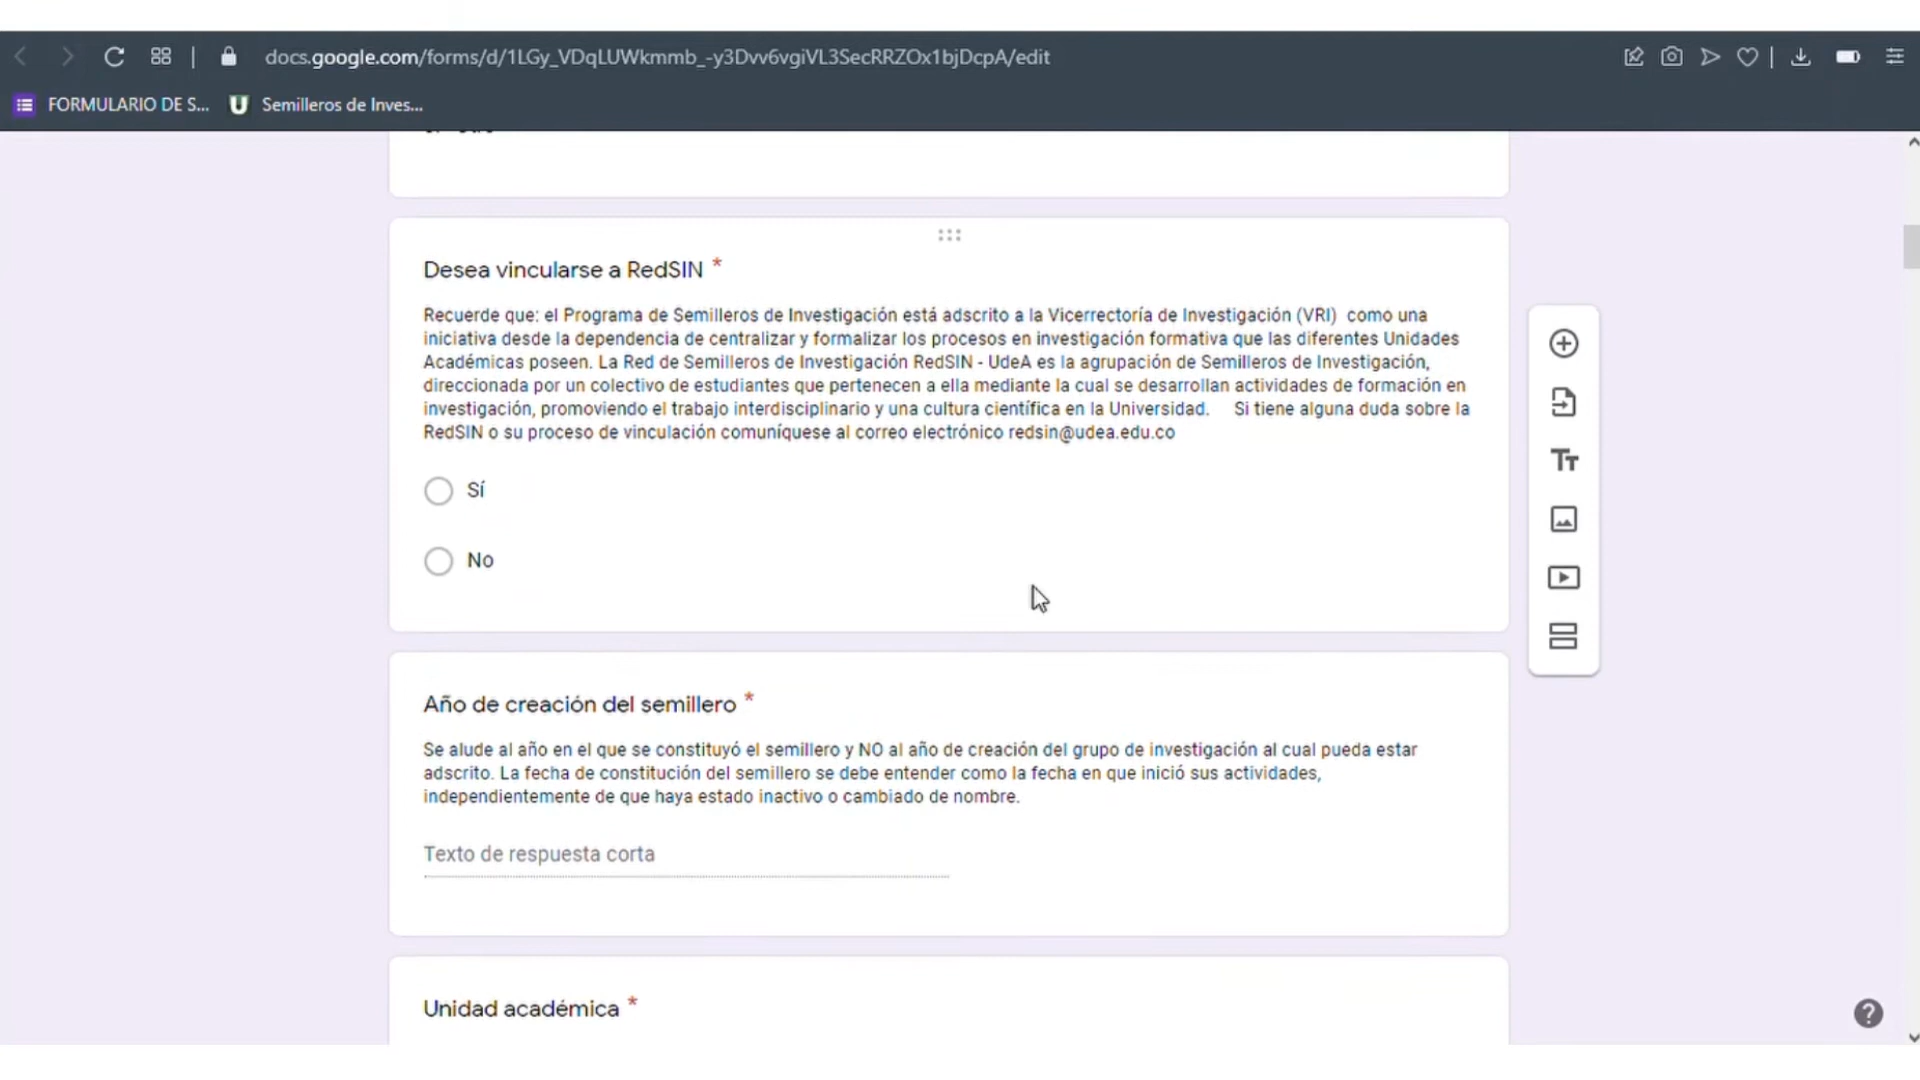 docs.google.com/forms/d/1LGy_VDqLUWkmmb_-y3Dvv6vgiVL3SecRRZOx1bjDcpA/edit
FORMULARIO DE S... Semilleros de Inves...
Desea vincularse a RedSIN *
Recuerde que: el Programa de Semilleros de Investigación está adscrito a la Vicerrectoría de Investigación (VRI) como una
iniciativa desde la dependencia de centralizar y formalizar los procesos en investigación formativa que las diferentes Unidades
Académicas poseen. La Red de Semilleros de Investigación RedSIN - UdeA es la agrupación de Semilleros de Investigación,
direccionada por un colectivo de estudiantes que pertenecen a ella mediante la cual se desarrollan actividades de formación en
investigación, promoviendo el trabajo interdisciplinario y una cultura científica en la Universidad. Si tiene alguna duda sobre la
RedSIN o su proceso de vinculación comuníquese al correo electrónico redsin@udea.edu.co
Sí
No
Año de creación del semillero *
Se alude al año en el que se constituyó el semillero y NO al año de creación del grupo de investigación al cual pueda estar
adscrito. La fecha de constitución del semillero se debe entender como la fecha en que inició sus actividades,
independientemente de que haya estado inactivo o cambiado de nombre.
Texto de respuesta corta
Unidad académica *